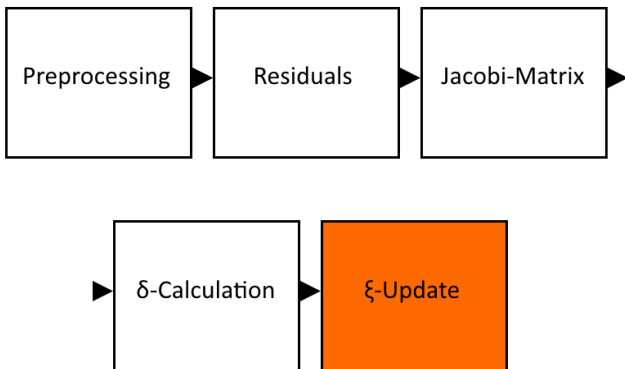 Preprocessing
Residuals
Jacobi-Matrix
δ-Calculation
ξ-Update